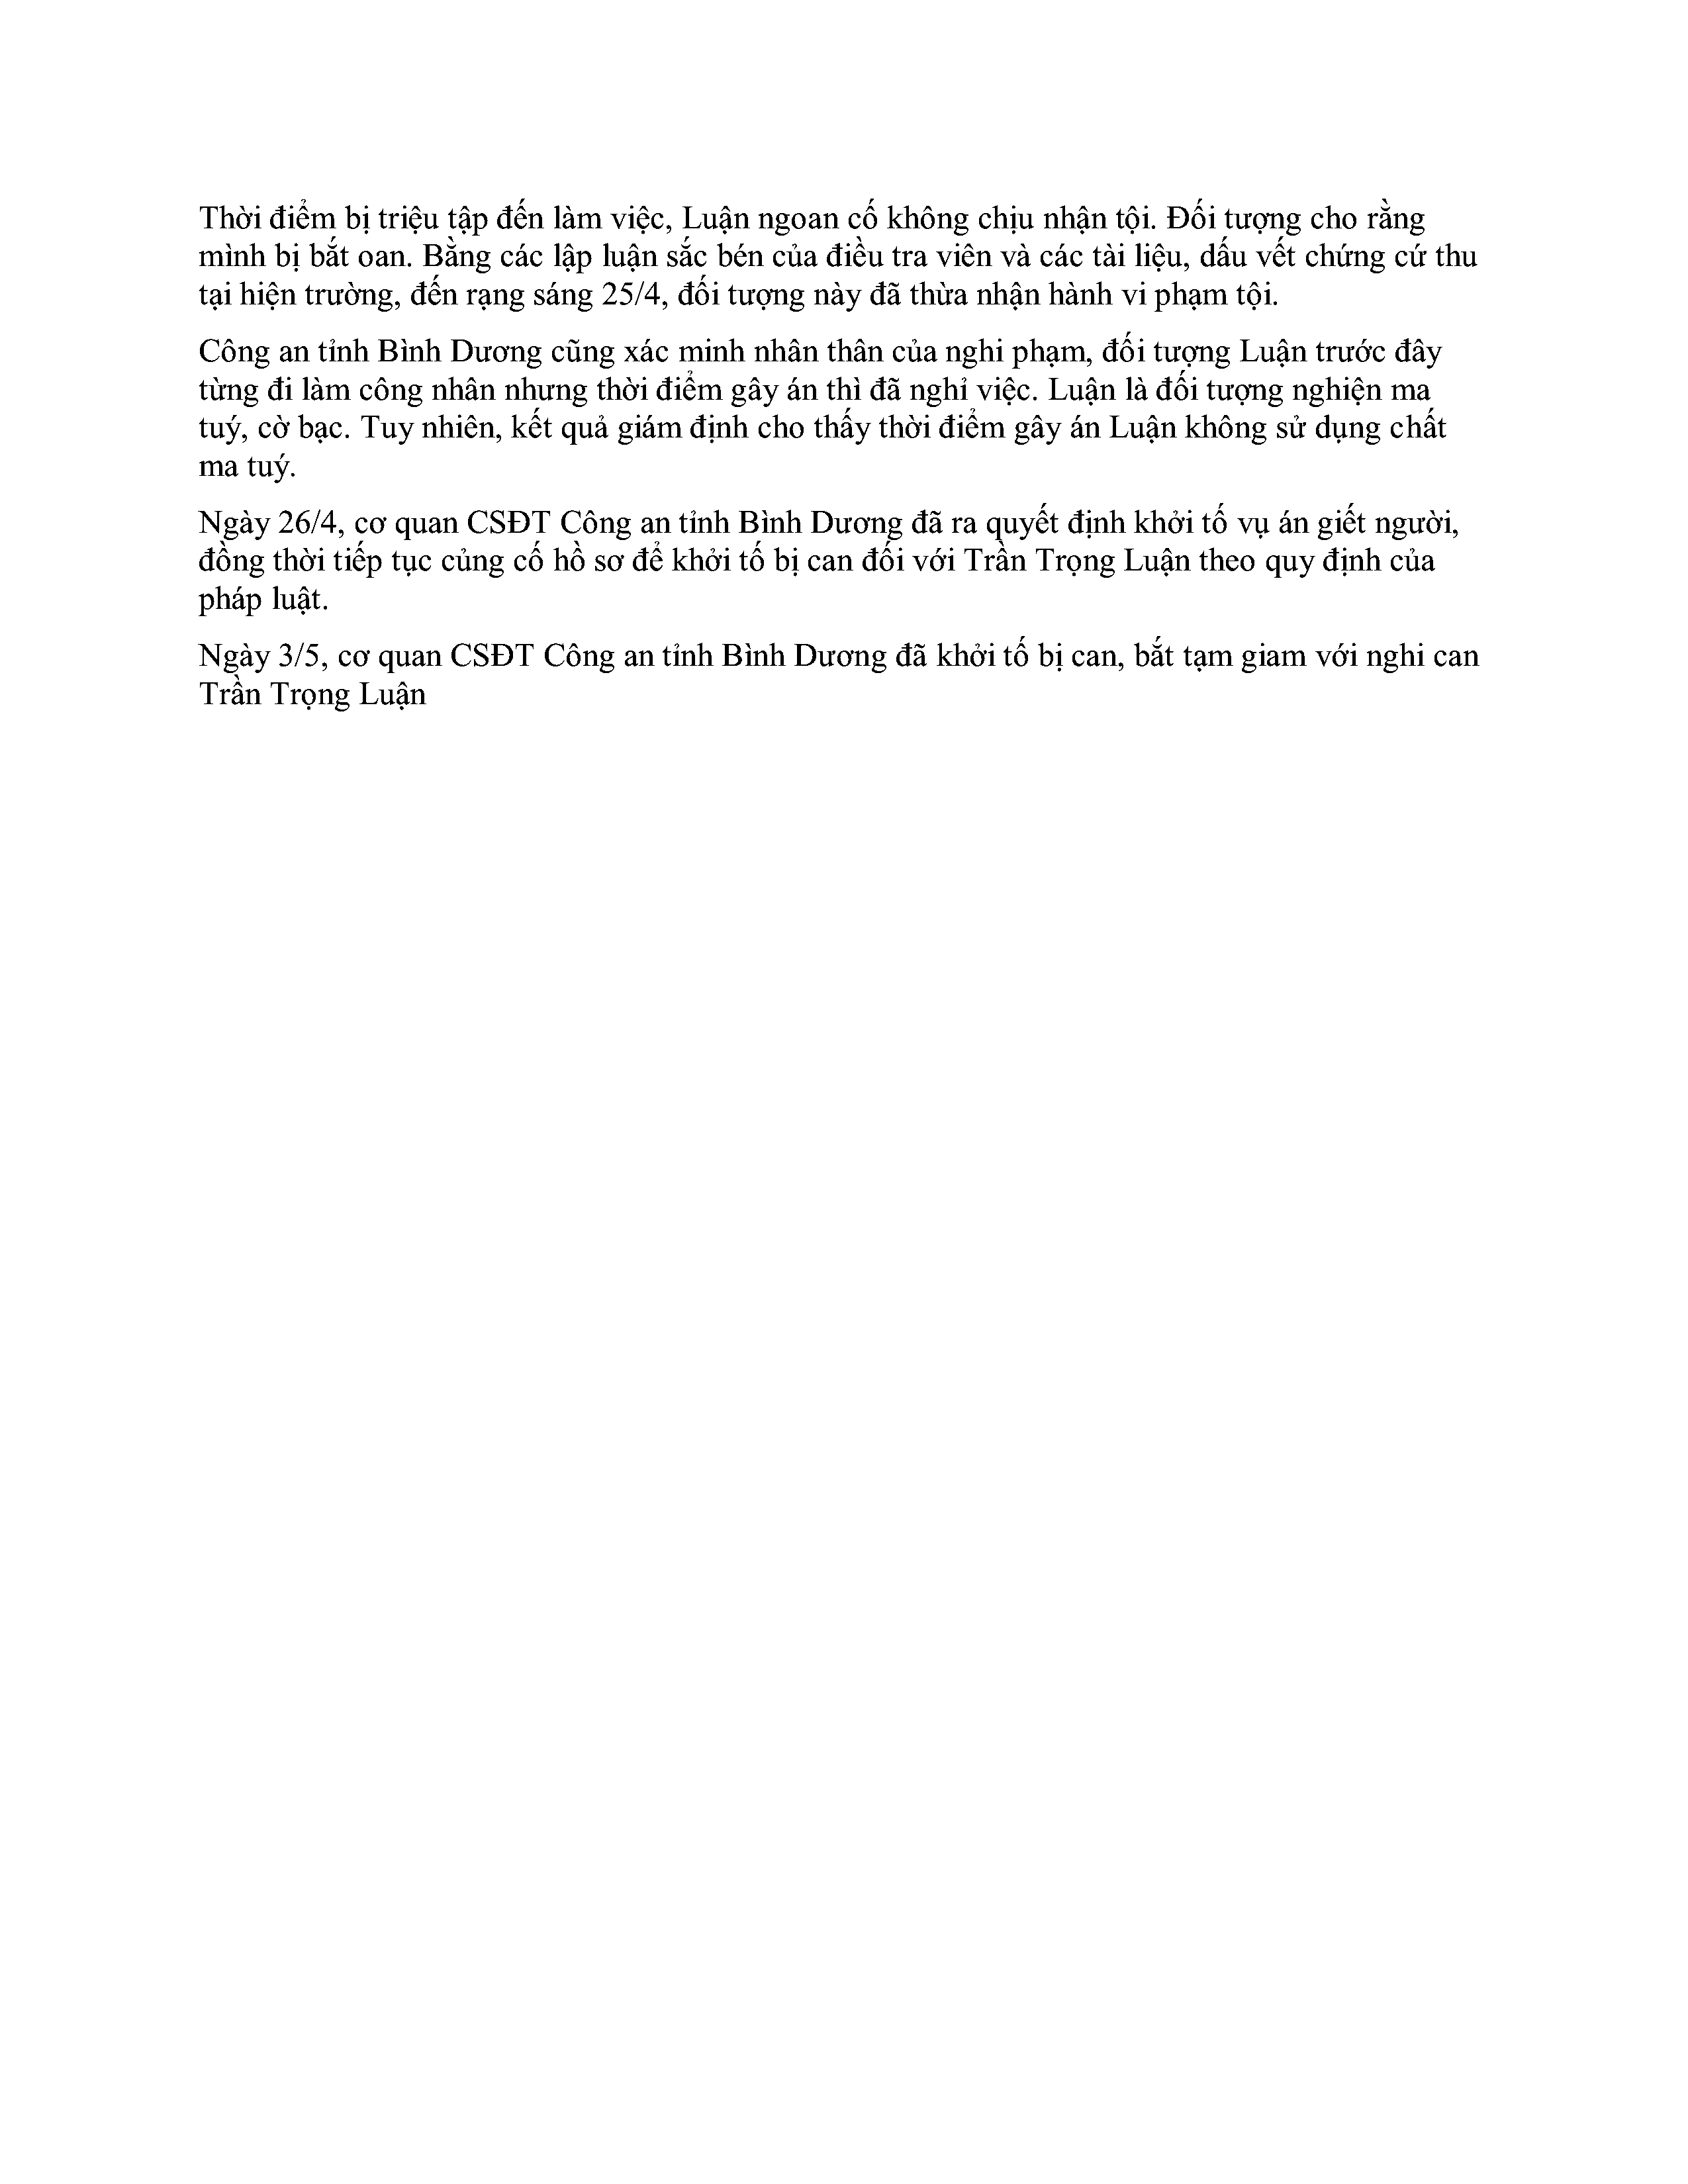 Thời điểm bị triệu tập đến làm việc, Luận ngoan cố không chịu nhận tội. Đối tượng cho rằng
mình bị bắt oan. Bằng các lập luận sắc bén của điều tra viên và các tài liệu, dấu vết chứng cứ thu
tại hiện trường, đến rạng sáng 25/4, đối tượng này đã thừa nhận hành vi phạm tội.
Công an tỉnh Bình Dương cũng xác minh nhân thân của nghi phạm, đối tượng Luận trước đây
từng đi làm công nhân nhưng thời điểm gây án thì đã nghỉ việc. Luận là đối tượng nghiện ma
tuý, cờ bạc. Tuy nhiên, kết quả giám định cho thấy thời điểm gây án Luận không sử dụng chất
ma tuý.
Ngày 26/4, cơ quan CSĐT Công an tỉnh Bình Dương đã ra quyết định khởi tố vụ án giết người,
đồng thời tiếp tục củng cố hồ sơ để khởi tố bị can đối với Trần Trọng Luận theo quy định của
pháp luật.
Ngày 3/5, cơ quan CSĐT Công an tỉnh Bình Dương đã khởi tố bị can, bắt tạm giam với nghi can
Trần Trọng Luận